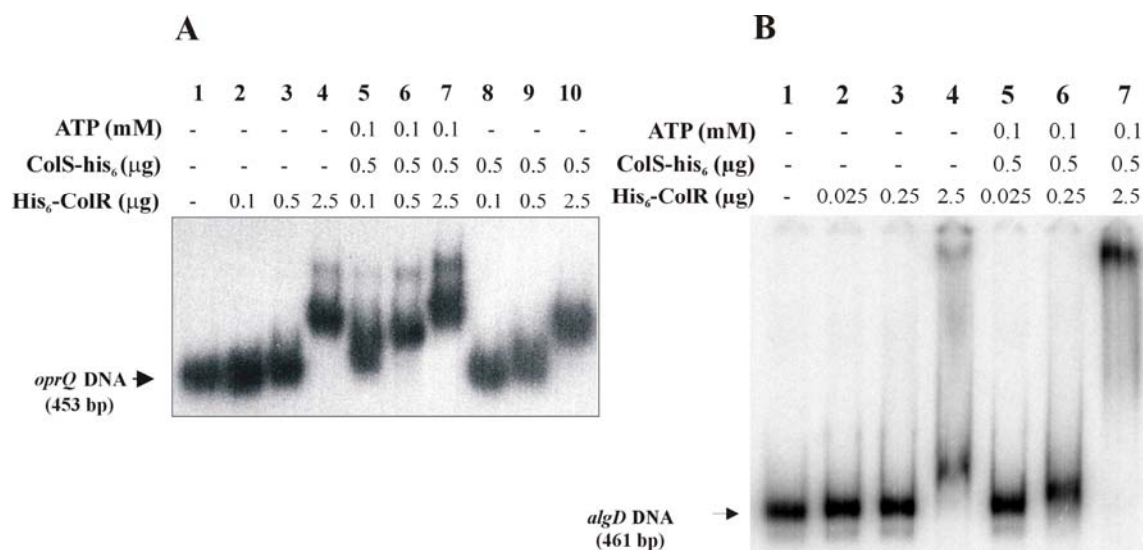 A
1 2 3 4 5 6 7 8 9 10
ATP (mM) - - - - 0.1 0.1 0.1 - - -
ColS-his₆ (μg) - - - - 0.5 0.5 0.5 0.5 0.5 0.5
His₆-ColR (μg) - 0.1 0.5 2.5 0.1 0.5 2.5 0.1 0.5 2.5
oprQ DNA
(453 bp)
B
1 2 3 4 5 6 7
ATP (mM) - - - - 0.1 0.1 0.1
ColS-his₆ (μg) - - - - 0.5 0.5 0.5
His₆-ColR (μg) - 0.025 0.25 2.5 0.025 0.25 2.5
algD DNA
(461 bp)